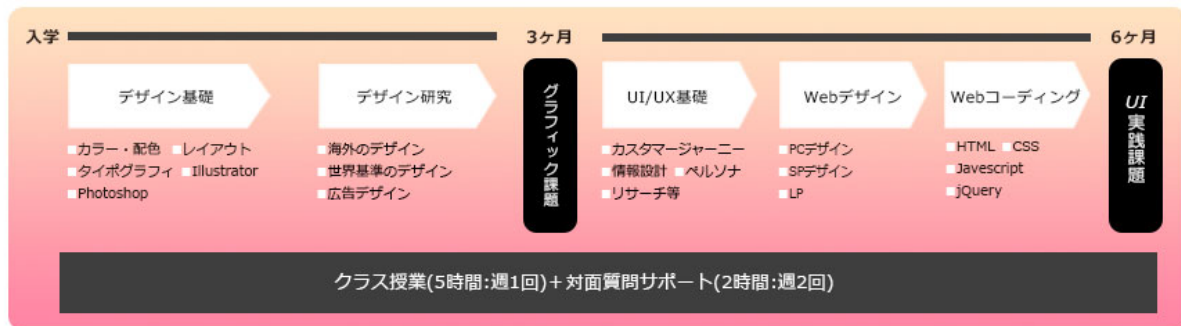 入学
3ケ月
6ケ月
デザイン基礎
デザイン研究
グラフィック課題
UI/UX基礎
Webデザイン
Webコーディング
UI実践課題
カラー・配色 レイアウト
タイポグラフィ Illustrator
Photoshop
海外のデザイン
世界基準のデザイン
広告デザイン
カスタマージャーニー
情報設計 ペルソナ
リサーチ等
PCデザイン
SPデザイン
LP
HTML CSS
Javascript
jQuery
クラス授業(5時間:週1回)＋対面質問サポート(2時間:週2回)